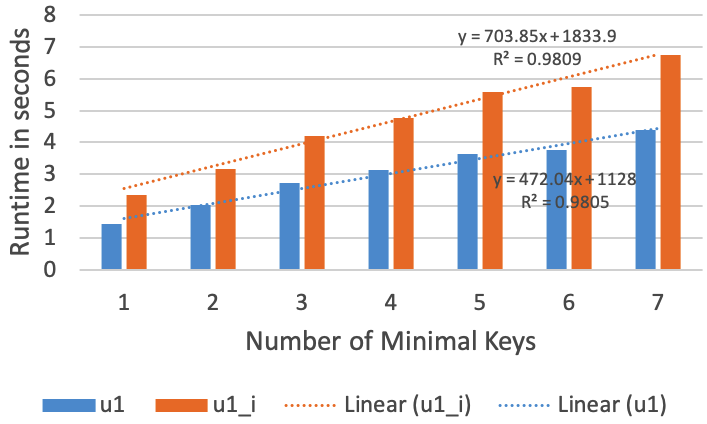 Runtime in seconds
8
7
6
5
4
3
2
1
0
y = 703.85x + 1833.9
R² = 0.9809
y = 472.04x + 1128
R² = 0.9805
1 2 3 4 5 6 7
Number of Minimal Keys
u1 u1_i Linear (u1_i) Linear (u1)